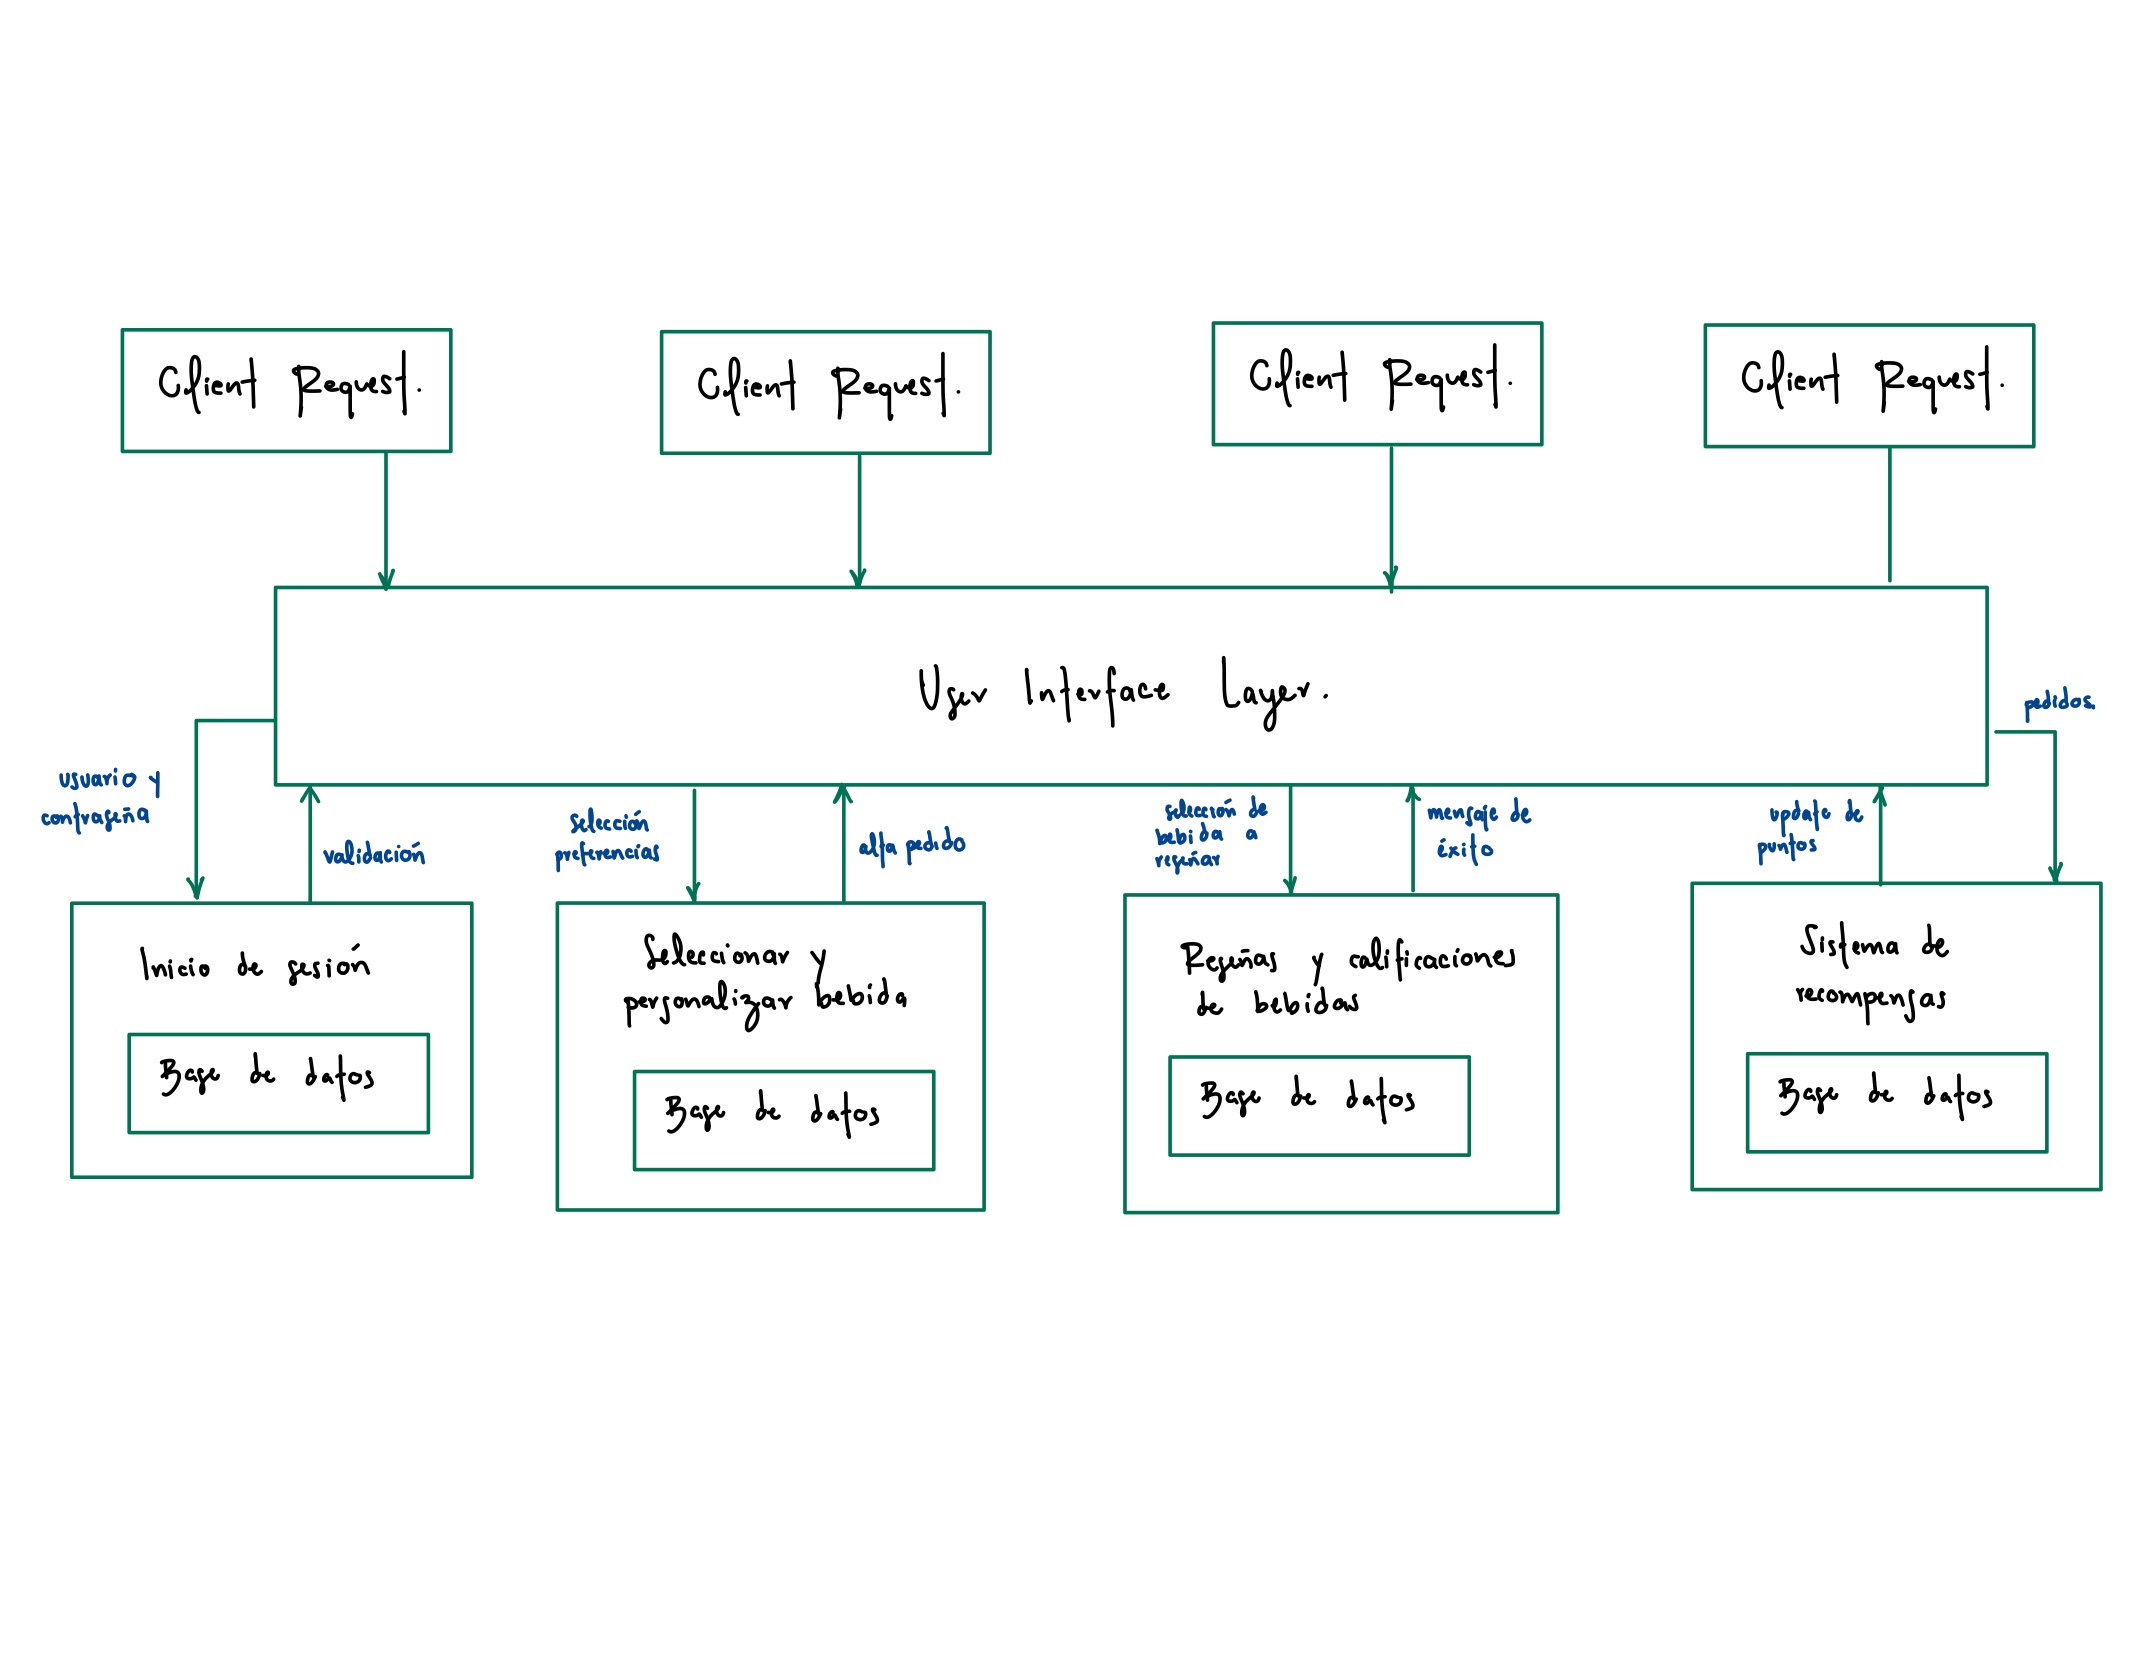 Client Request.
Client Request.
Client Request.
Client Request.
User Interface Layer.
pedidos.
usuario y
contraseña
validación
selección
preferencias
alta pedido
selección de
bebida a
reseñar
mensaje de
éxito
update de
puntos
Inicio de sesión
Base de datos
Seleccionar y
personalizar bebida
Base de datos
Reseñas y calificaciones
de bebidas
Base de datos
Sistema de
recompensas
Base de datos